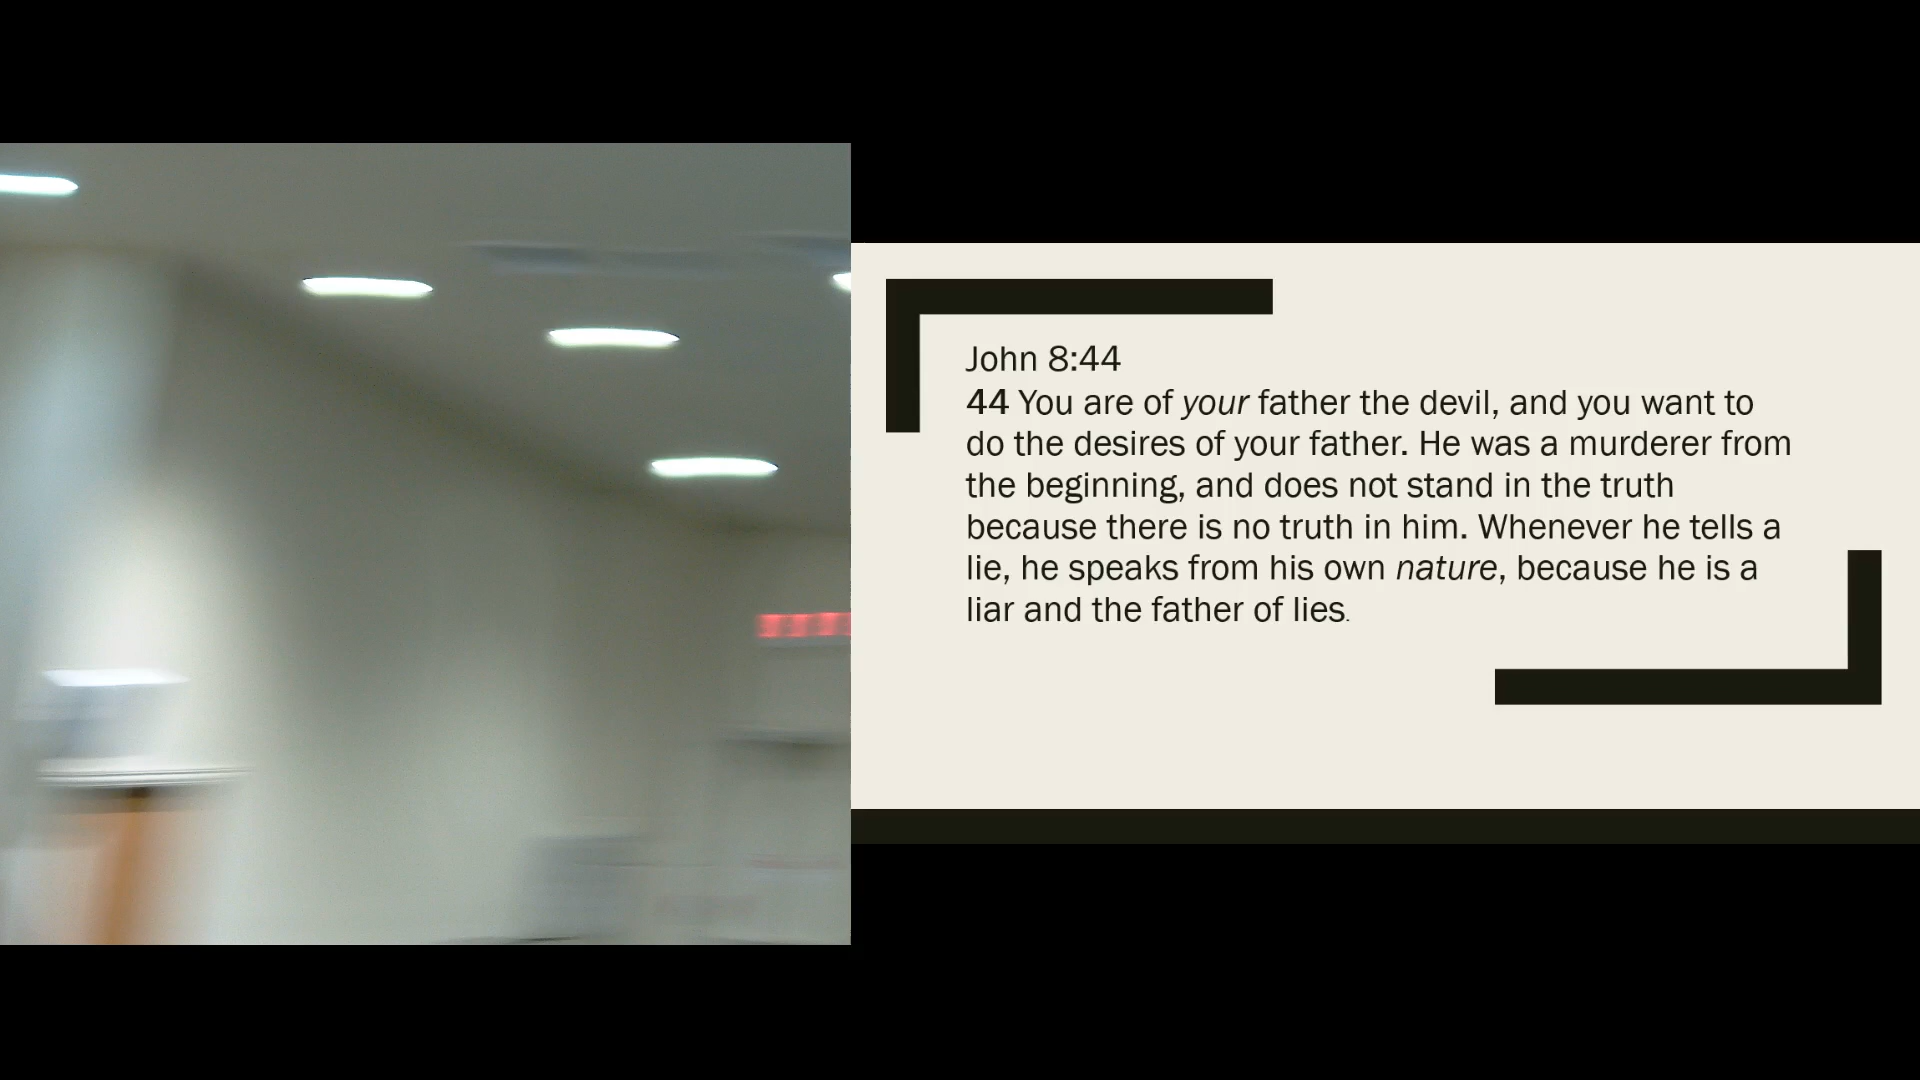 John 8:44
44 You are of your father the devil, and you want to
do the desires of your father. He was a murderer from
the beginning, and does not stand in the truth
because there is no truth in him. Whenever he tells a
lie, he speaks from his own nature, because he is a
liar and the father of lies.